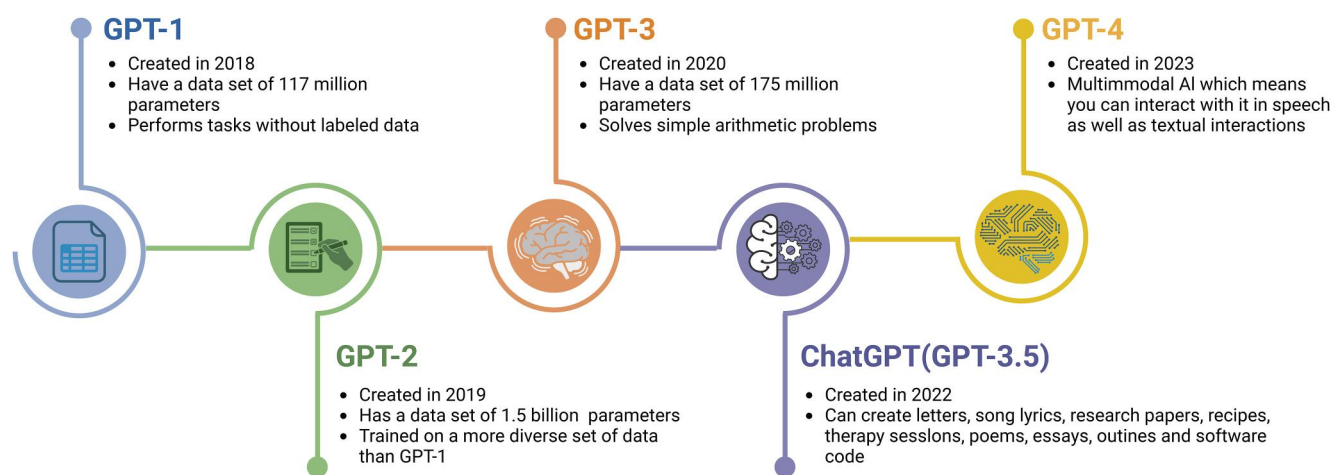 GPT-1
• Created in 2018
• Have a data set of 117 million
parameters
• Performs tasks without labeled data
GPT-2
• Created in 2019
• Has a data set of 1.5 billion parameters
• Trained on a more diverse set of data
than GPT-1
GPT-3
• Created in 2020
• Have a data set of 175 million
parameters
• Solves simple arithmetic problems
ChatGPT(GPT-3.5)
• Created in 2022
• Can create letters, song lyrics, research papers, recipes,
therapy sesslons, poems, essays, outines and software
code
GPT-4
• Created in 2023
• Multimmodal AI which means
you can interact with it in speech
as well as textual interactions